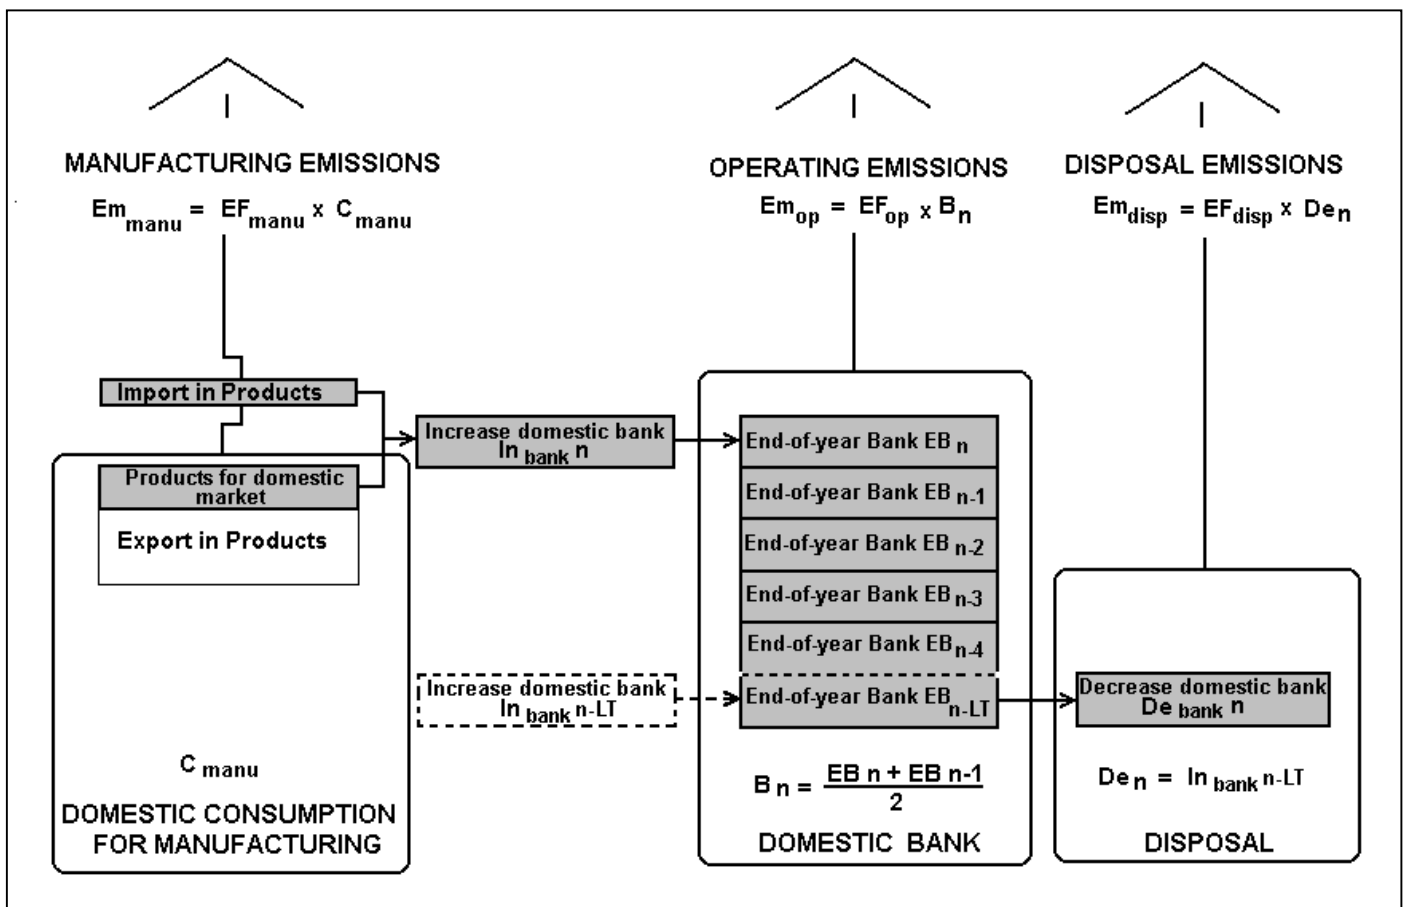 MANUFACTURING EMISSIONS
Em manu = EF manu x C manu
OPERATING EMISSIONS
Em op = EF op x B n
DISPOSAL EMISSIONS
Em disp = EF disp x De n
Import in Products
Products for domestic
market
Export in Products
C manu
DOMESTIC CONSUMPTION
FOR MANUFACTURING
Increase domestic bank
In bank n
Increase domestic bank
In bank n-LT
End-of-year Bank EB n
End-of-year Bank EB n-1
End-of-year Bank EB n-2
End-of-year Bank EB n-3
End-of-year Bank EB n-4
End-of-year Bank EB n-LT
B n = EB n + EB n-1
2
DOMESTIC BANK
Decrease domestic bank
De bank n
De n = In bank n-LT
DISPOSAL